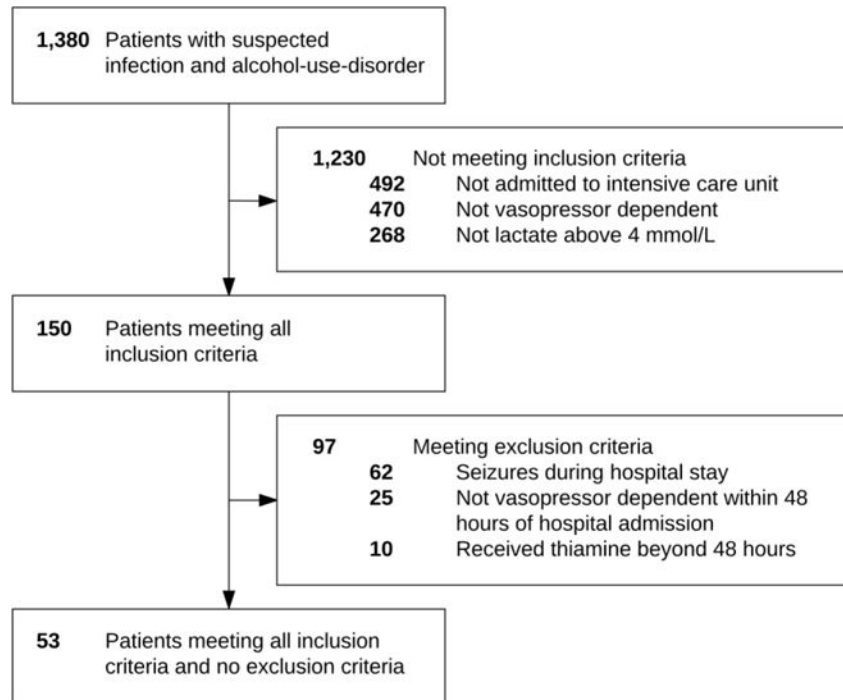 1,380 Patients with suspected
infection and alcohol-use-disorder
1,230 Not meeting inclusion criteria
492 Not admitted to intensive care unit
470 Not vasopressor dependent
268 Not lactate above 4 mmol/L
150 Patients meeting all
inclusion criteria
97 Meeting exclusion criteria
62 Seizures during hospital stay
25 Not vasopressor dependent within 48
hours of hospital admission
10 Received thiamine beyond 48 hours
53 Patients meeting all inclusion
criteria and no exclusion criteria